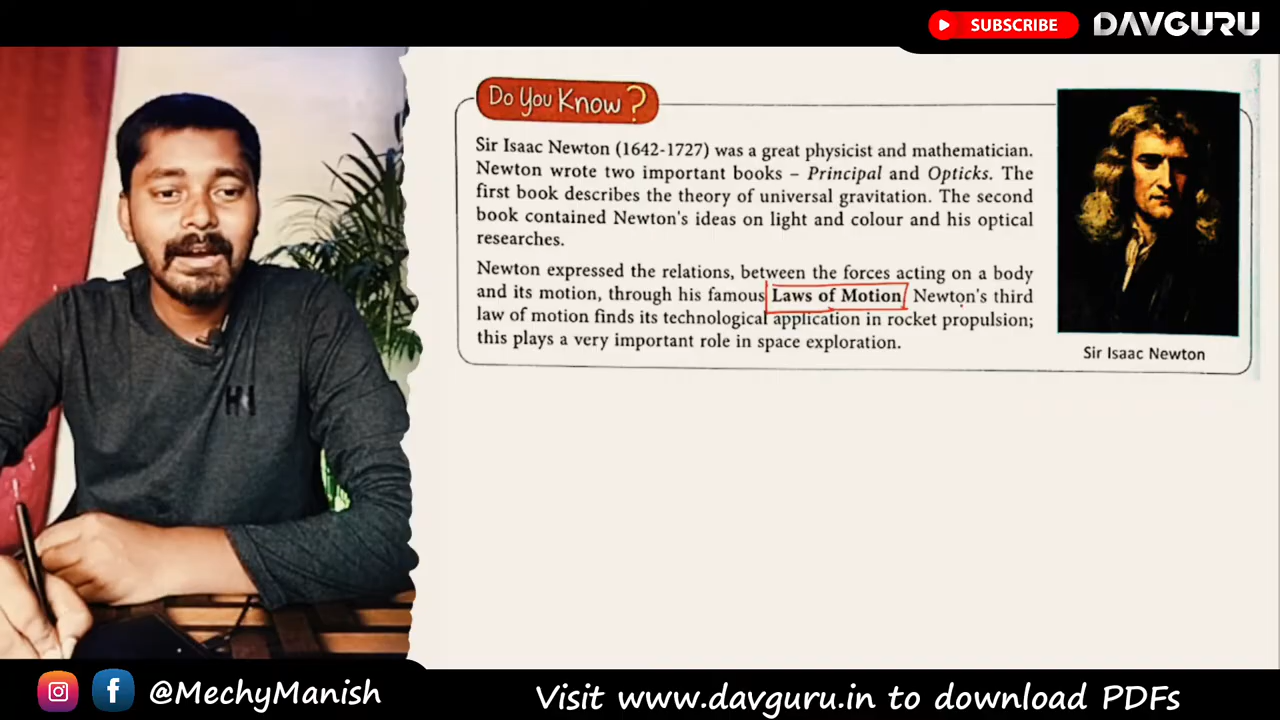 SUBSCRIBE DAVGURU
Do You Know?
Sir Isaac Newton (1642-1727) was a great physicist and mathematician.
Newton wrote two important books – Principal and Opticks. The
first book describes the theory of universal gravitation. The second
book contained Newton's ideas on light and colour and his optical
researches.
Newton expressed the relations, between the forces acting on a body
and its motion, through his famous Laws of Motion. Newton's third
law of motion finds its technological application in rocket propulsion;
this plays a very important role in space exploration.
Sir Isaac Newton
HI
@MechyManish
Visit www.davguru.in to download PDFs